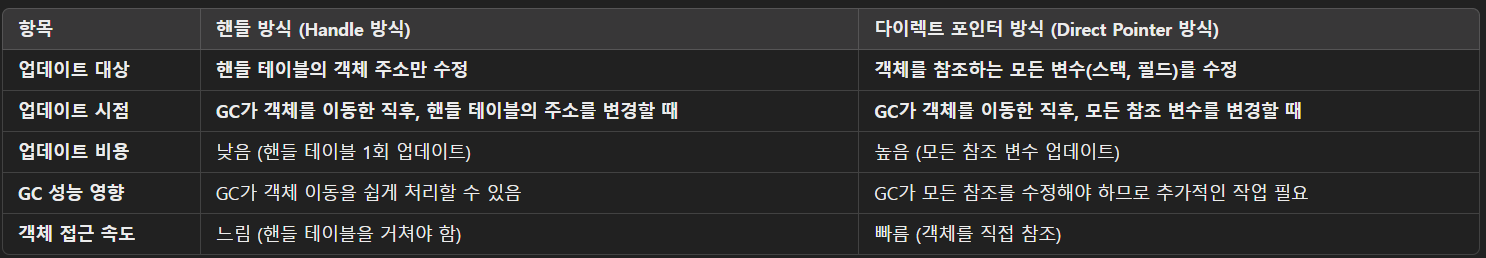 항목 핸들 방식 (Handle 방식) 다이렉트 포인터 방식 (Direct Pointer 방식)
업데이트 대상 핸들 테이블의 객체 주소만 수정 객체를 참조하는 모든 변수(스택, 필드)를 수정
업데이트 시점 GC가 객체를 이동한 직후, 핸들 테이블의 주소를 변경할 때 GC가 객체를 이동한 직후, 모든 참조 변수를 변경할 때
업데이트 비용 낮음 (핸들 테이블 1회 업데이트) 높음 (모든 참조 변수 업데이트)
GC 성능 영향 GC가 객체 이동을 쉽게 처리할 수 있음 GC가 모든 참조를 수정해야 하므로 추가적인 작업 필요
객체 접근 속도 느림 (핸들 테이블을 거쳐야 함) 빠름 (객체를 직접 참조)